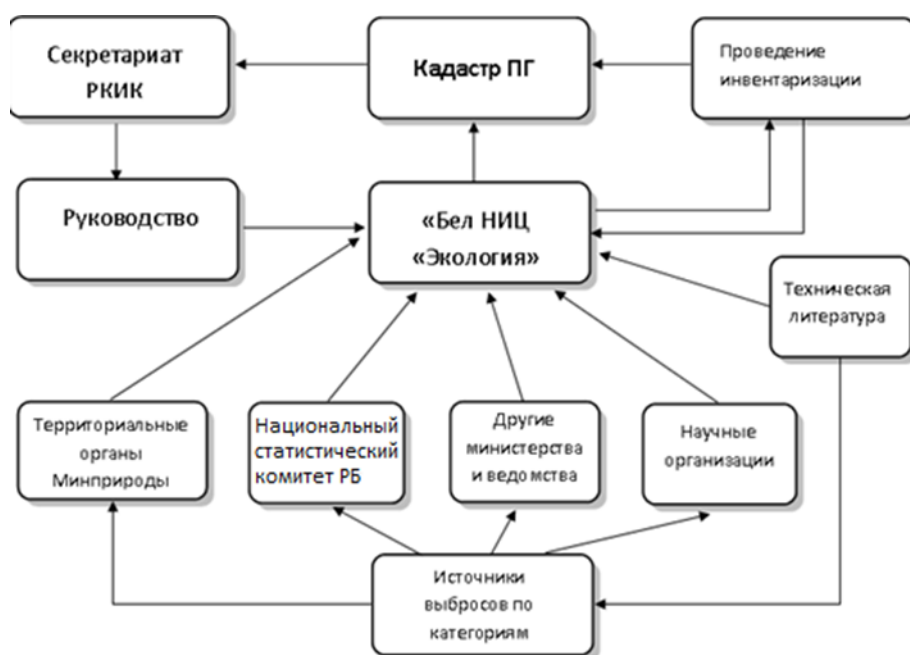 Секретариат
РКИК
Кадастр ПГ
Проведение
инвентаризации
Руководство
«Бел НИЦ
«Экология»
Техническая
литература
Территориальные
органы
Минприроды
Национальный
статистический
комитет РБ
Другие
министерства
и ведомства
Научные
организации
Источники
выбросов по
категориям